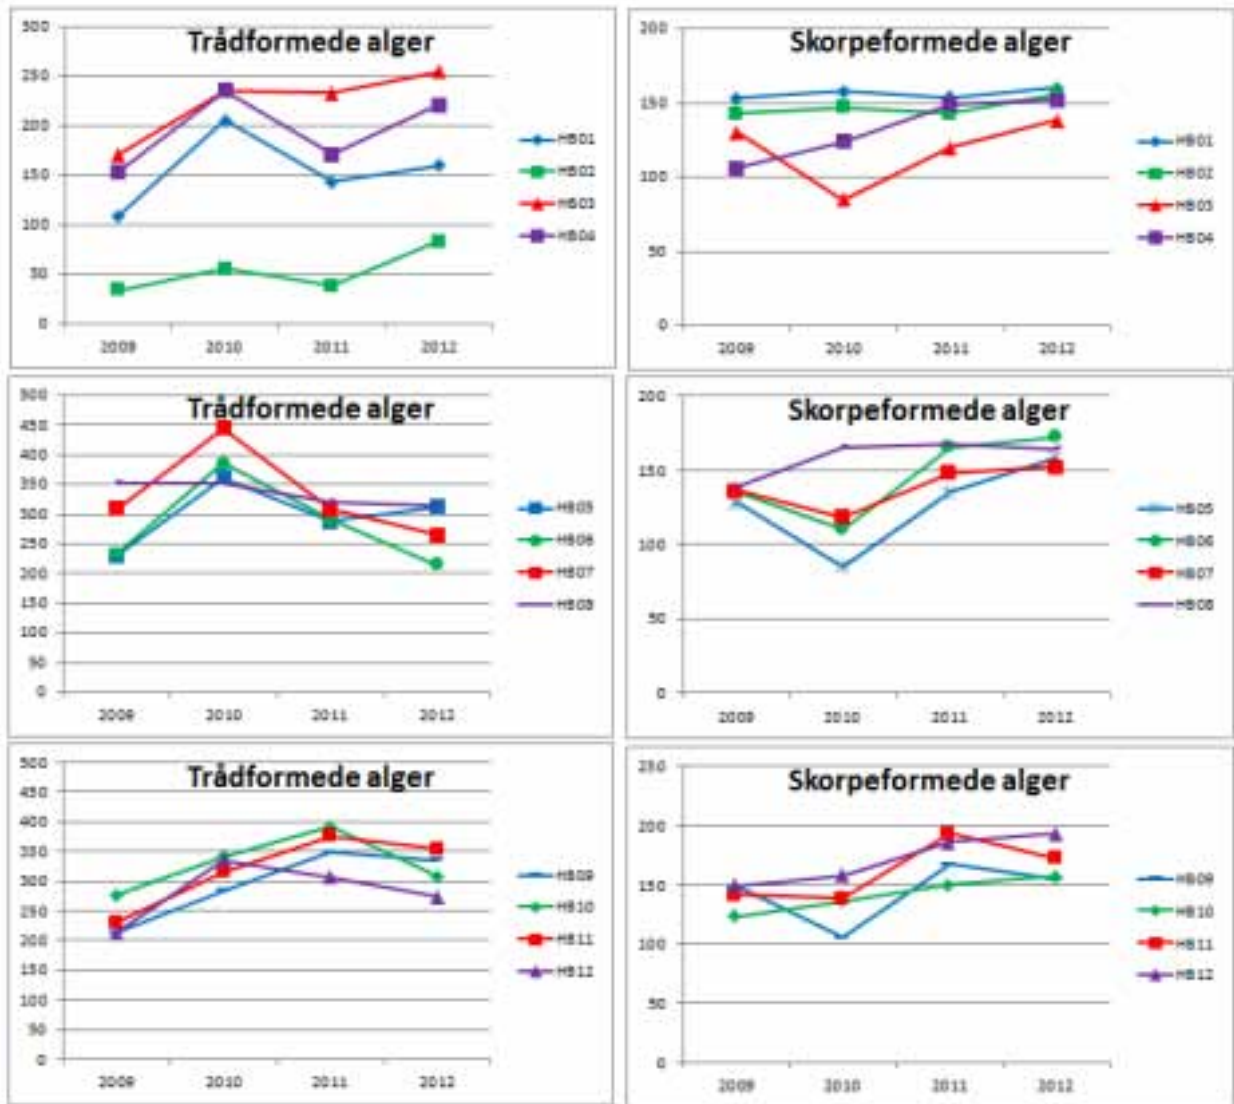 Trådformede alger
300
250
200
150
100
50
0
2009 2010 2011 2012
HB01
HB02
HB03
HB04
Skorpeformede alger
200
150
100
50
0
2009 2010 2011 2012
HB01
HB02
HB03
HB04
Trådformede alger
500
450
400
350
300
250
200
150
100
50
0
2009 2010 2011 2012
HB05
HB06
HB07
HB08
Skorpeformede alger
200
150
100
50
0
2009 2010 2011 2012
HB05
HB06
HB07
HB08
Trådformede alger
500
450
400
350
300
250
200
150
100
50
0
2009 2010 2011 2012
HB09
HB10
HB11
HB12
Skorpeformede alger
250
200
150
100
50
0
2009 2010 2011 2012
HB09
HB10
HB11
HB12